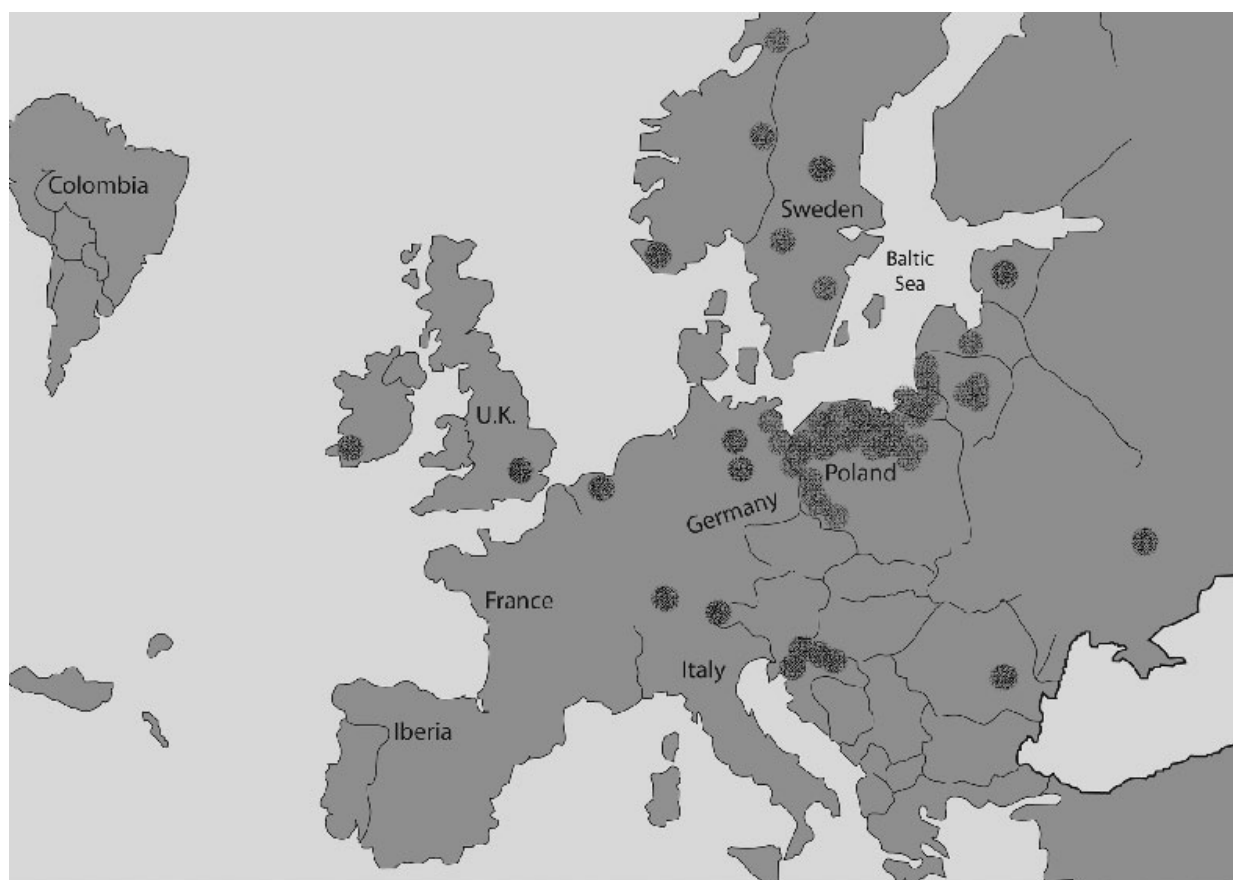 Colombia
Sweden
Baltic
Sea
U.K.
Poland
Germany
France
Italy
Iberia